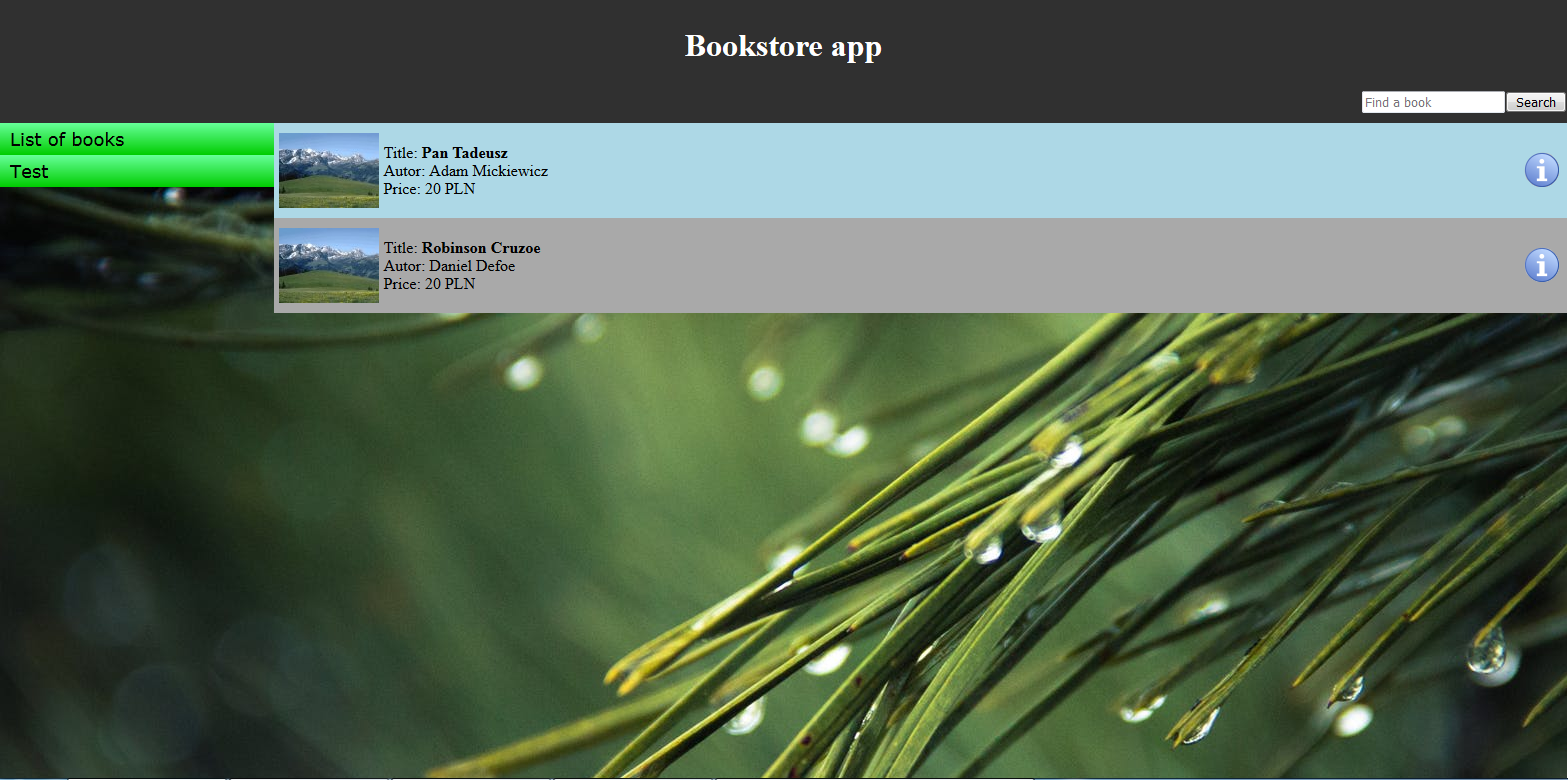 Bookstore app
Find a book
Search
List of books
Test
Title: Pan Tadeusz
Autor: Adam Mickiewicz
Price: 20 PLN
Title: Robinson Cruzoe
Autor: Daniel Defoe
Price: 20 PLN